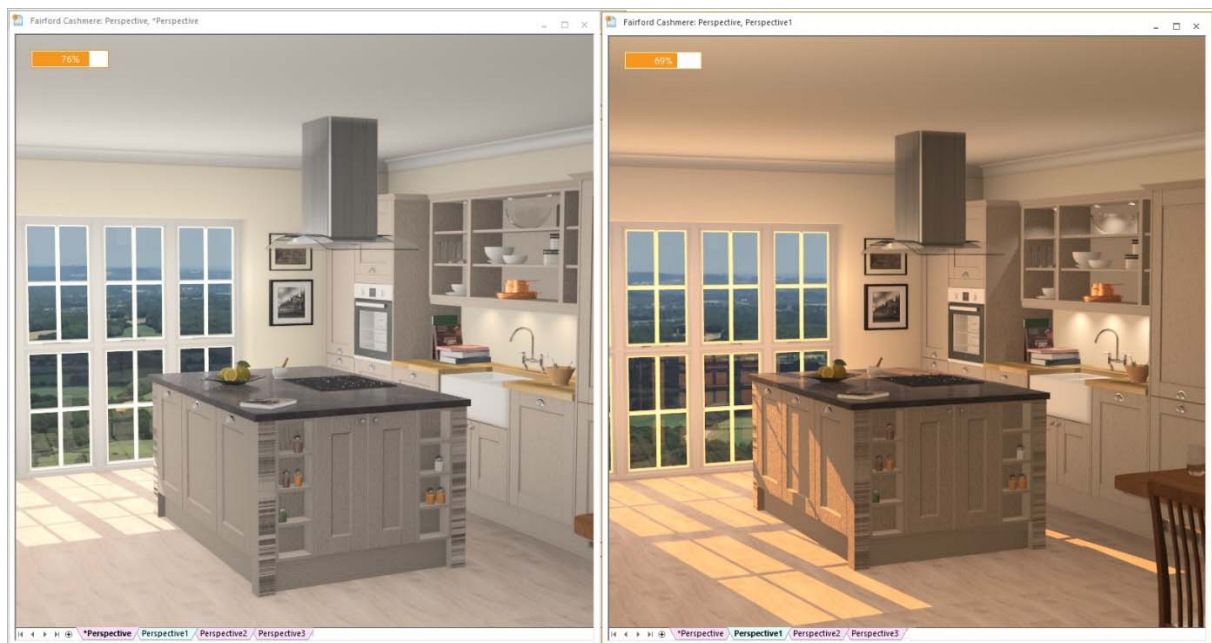 Fairford Cashmere: Perspective, *Perspective
76%
*Perspective Perspective1 Perspective2 Perspective3
Fairford Cashmere: Perspective, Perspective1
69%
*Perspective Perspective1 Perspective2 Perspective3